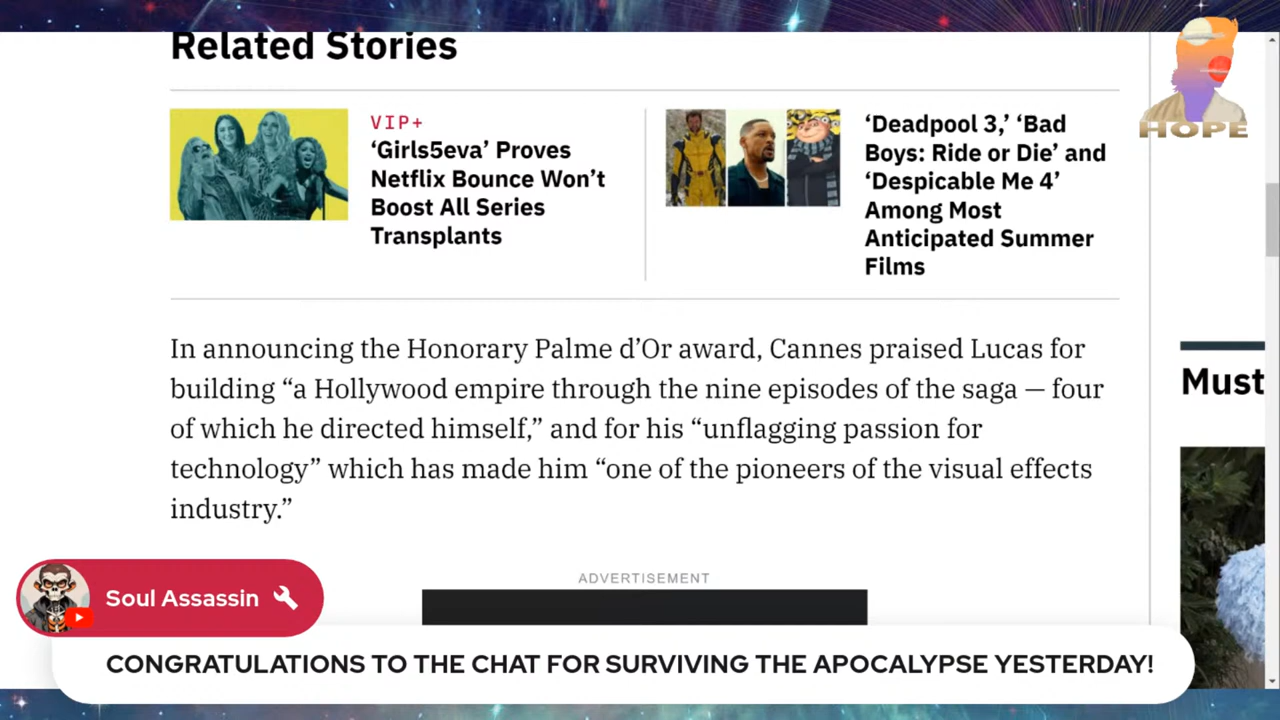 Related Stories
VIP+
‘Girls5eva’ Proves
Netflix Bounce Won’t
Boost All Series
Transplants
‘Deadpool 3,’ ‘Bad
Boys: Ride or Die’ and
‘Despicable Me 4’
Among Most
Anticipated Summer
Films
HOPE
In announcing the Honorary Palme d’Or award, Cannes praised Lucas for
building “a Hollywood empire through the nine episodes of the saga — four
of which he directed himself,” and for his “unflagging passion for
technology” which has made him “one of the pioneers of the visual effects
industry.”
Must
ADVERTISEMENT
Soul Assassin
CONGRATULATIONS TO THE CHAT FOR SURVIVING THE APOCALYPSE YESTERDAY!